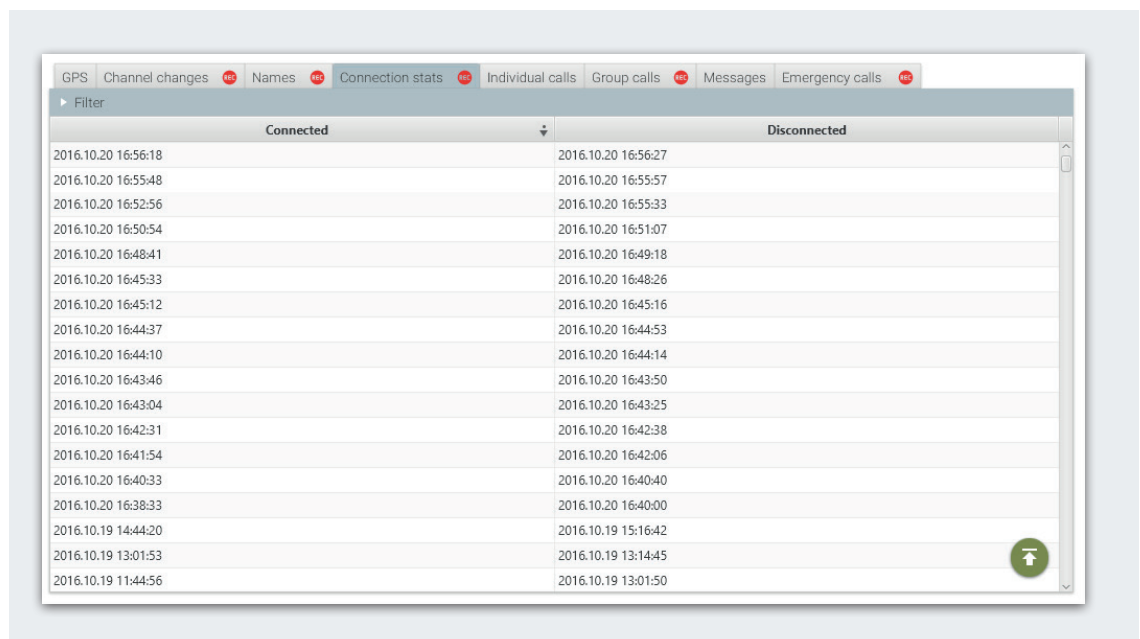 GPS Channel changes REC Names REC Connection stats REC Individual calls Group calls REC Messages Emergency calls REC
Filter
Connected Disconnected
2016.10.20 16:56:18 2016.10.20 16:56:27
2016.10.20 16:55:48 2016.10.20 16:55:57
2016.10.20 16:52:56 2016.10.20 16:55:33
2016.10.20 16:50:54 2016.10.20 16:51:07
2016.10.20 16:48:41 2016.10.20 16:49:18
2016.10.20 16:45:33 2016.10.20 16:48:26
2016.10.20 16:45:12 2016.10.20 16:45:16
2016.10.20 16:44:37 2016.10.20 16:44:53
2016.10.20 16:44:10 2016.10.20 16:44:14
2016.10.20 16:43:46 2016.10.20 16:43:50
2016.10.20 16:43:04 2016.10.20 16:43:25
2016.10.20 16:42:31 2016.10.20 16:42:38
2016.10.20 16:41:54 2016.10.20 16:42:06
2016.10.20 16:40:33 2016.10.20 16:40:40
2016.10.20 16:38:33 2016.10.20 16:40:00
2016.10.19 14:44:20 2016.10.19 15:16:42
2016.10.19 13:01:53 2016.10.19 13:14:45
2016.10.19 11:44:56 2016.10.19 13:01:50